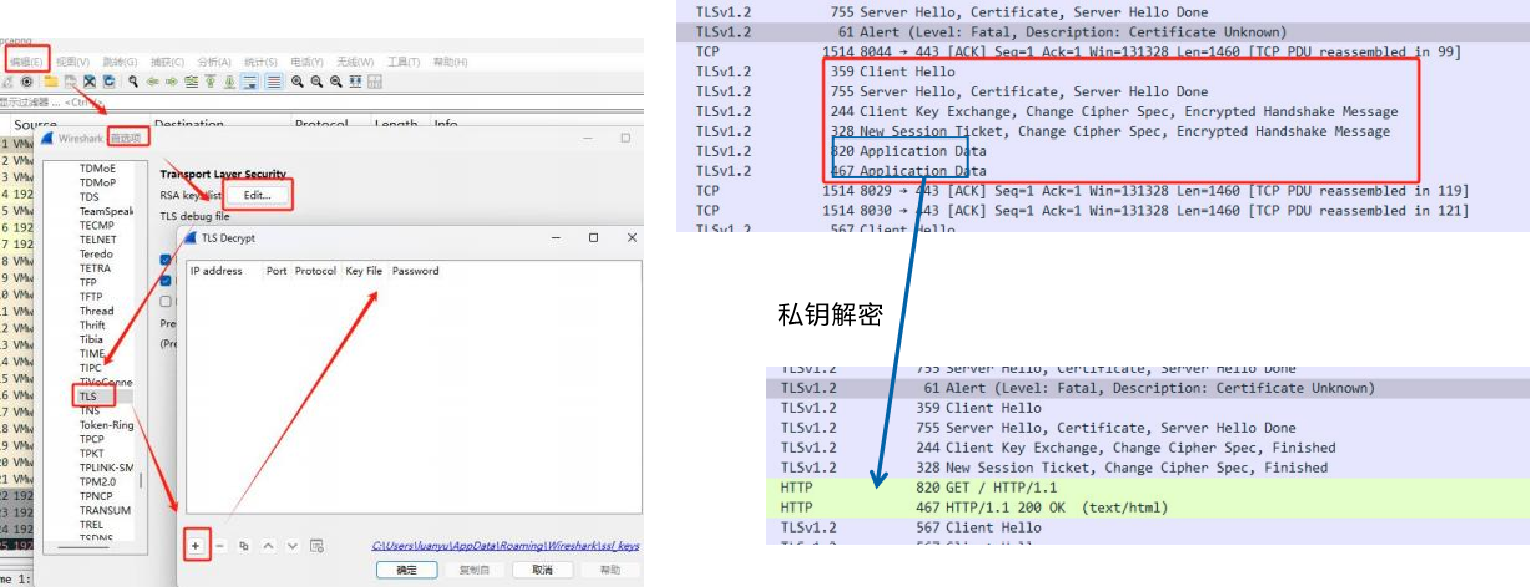 编辑(E) 视图(V) 跳转(G) 捕获(C) 分析(A) 统计(S) 电话(Y) 无线(W) 工具(T) 帮助(H)
显示过滤器 … <Ctrl-/>
Source Destination Protocol Length Info
Wireshark · 首选项
TDMoE
TDMoP
TDS
TeamSpeak
TECMP
TELNET
Teredo
TETRA
TFP
TFTP
Thread
Thrift
Tibia
TIME
TIPC
TiVoConne
TLS
TNS
Token-Ring
TPCP
TPKT
TPLINK-SM
TPM2.0
TPNCP
TRANSUM
TREL
TSDNS
Transport Layer Security
RSA keys list Edit...
TLS debug file
Pre
(Pre
TLS Decrypt
IP address Port Protocol Key File Password
C:\Users\luanyu\AppData\Roaming\Wireshark\ssl_keys
确定 复制自 取消 帮助
TLSv1.2 755 Server Hello, Certificate, Server Hello Done
TLSv1.2 61 Alert (Level: Fatal, Description: Certificate Unknown)
TCP 1514 8044 → 443 [ACK] Seq=1 Ack=1 Win=131328 Len=1460 [TCP PDU reassembled in 99]
TLSv1.2 359 Client Hello
TLSv1.2 755 Server Hello, Certificate, Server Hello Done
TLSv1.2 244 Client Key Exchange, Change Cipher Spec, Encrypted Handshake Message
TLSv1.2 328 New Session Ticket, Change Cipher Spec, Encrypted Handshake Message
TLSv1.2 820 Application Data
TLSv1.2 467 Application Data
TCP 1514 8029 → 443 [ACK] Seq=1 Ack=1 Win=131328 Len=1460 [TCP PDU reassembled in 119]
TCP 1514 8030 → 443 [ACK] Seq=1 Ack=1 Win=131328 Len=1460 [TCP PDU reassembled in 121]
TLSv1.2 567 Client Hello
私钥解密
TLSv1.2 755 Server Hello, Certificate, Server Hello Done
TLSv1.2 61 Alert (Level: Fatal, Description: Certificate Unknown)
TLSv1.2 359 Client Hello
TLSv1.2 755 Server Hello, Certificate, Server Hello Done
TLSv1.2 244 Client Key Exchange, Change Cipher Spec, Finished
TLSv1.2 328 New Session Ticket, Change Cipher Spec, Finished
HTTP 820 GET / HTTP/1.1
HTTP 467 HTTP/1.1 200 OK (text/html)
TLSv1.2 567 Client Hello